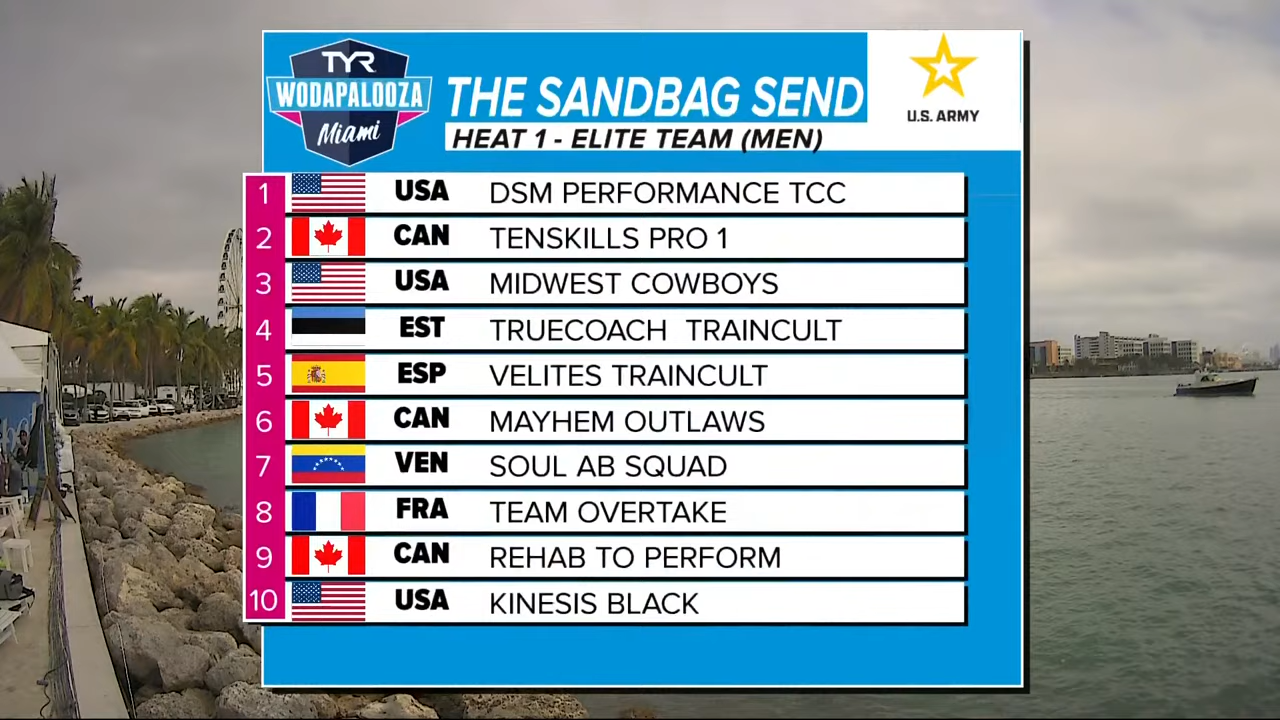 TYR
WODAPALOOZA
Miami
THE SANDBAG SEND
HEAT 1 - ELITE TEAM (MEN)
U.S. ARMY
1 USA DSM PERFORMANCE TCC
2 CAN TENSKILLS PRO 1
3 USA MIDWEST COWBOYS
4 EST TRUECOACH TRAINCULT
5 ESP VELITES TRAINCULT
6 CAN MAYHEM OUTLAWS
7 VEN SOUL AB SQUAD
8 FRA TEAM OVERTAKE
9 CAN REHAB TO PERFORM
10 USA KINESIS BLACK